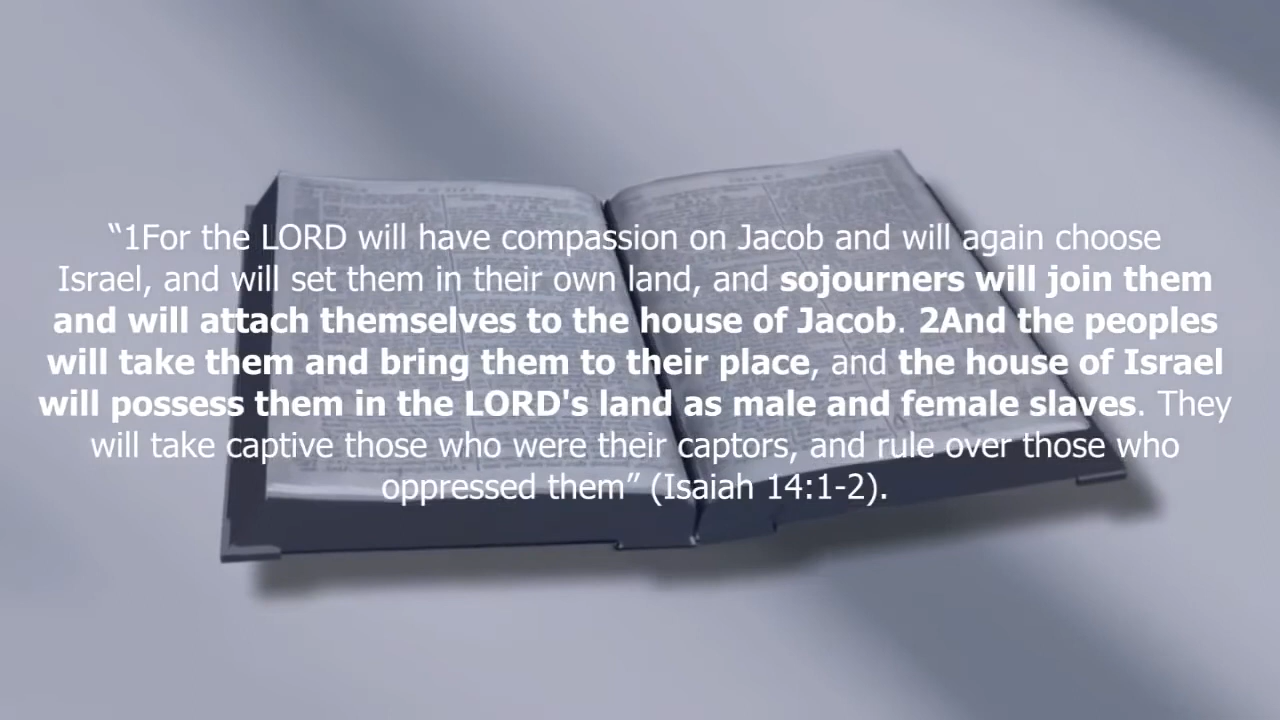 “1For the LORD will have compassion on Jacob and will again choose
Israel, and will set them in their own land, and sojourners will join them
and will attach themselves to the house of Jacob. 2And the peoples
will take them and bring them to their place, and the house of Israel
will possess them in the LORD's land as male and female slaves. They
will take captive those who were their captors, and rule over those who
oppressed them” (Isaiah 14:1-2).